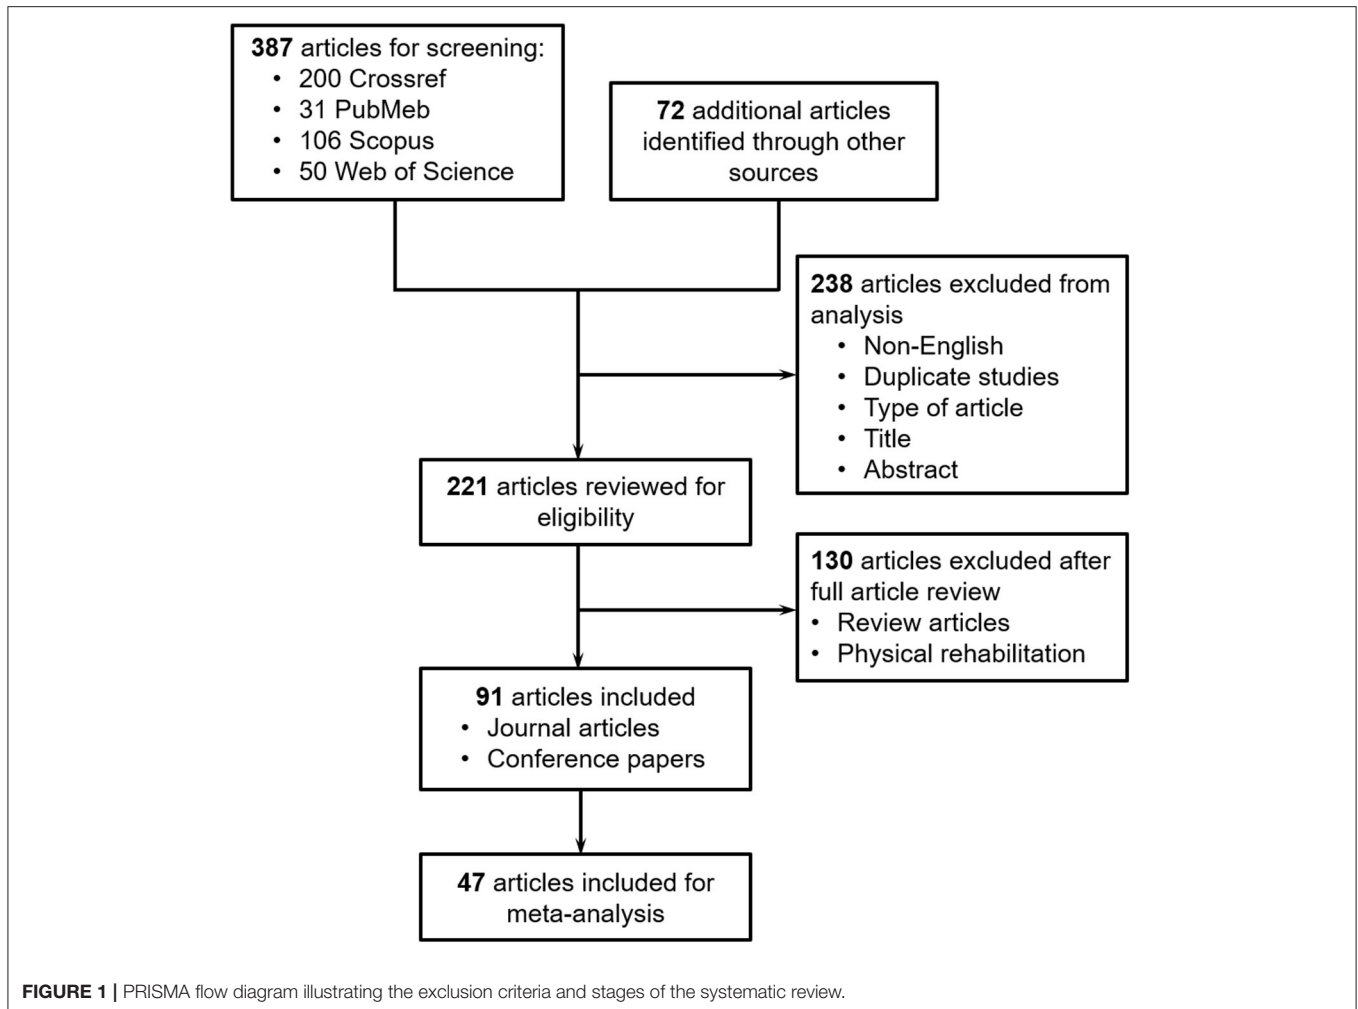 387 articles for screening:
• 200 Crossref
• 31 PubMeb
• 106 Scopus
• 50 Web of Science
72 additional articles
identified through other
sources
238 articles excluded from
analysis
• Non-English
• Duplicate studies
• Type of article
• Title
• Abstract
221 articles reviewed for
eligibility
130 articles excluded after
full article review
• Review articles
• Physical rehabilitation
91 articles included
• Journal articles
• Conference papers
47 articles included for
meta-analysis
FIGURE 1 | PRISMA flow diagram illustrating the exclusion criteria and stages of the systematic review.